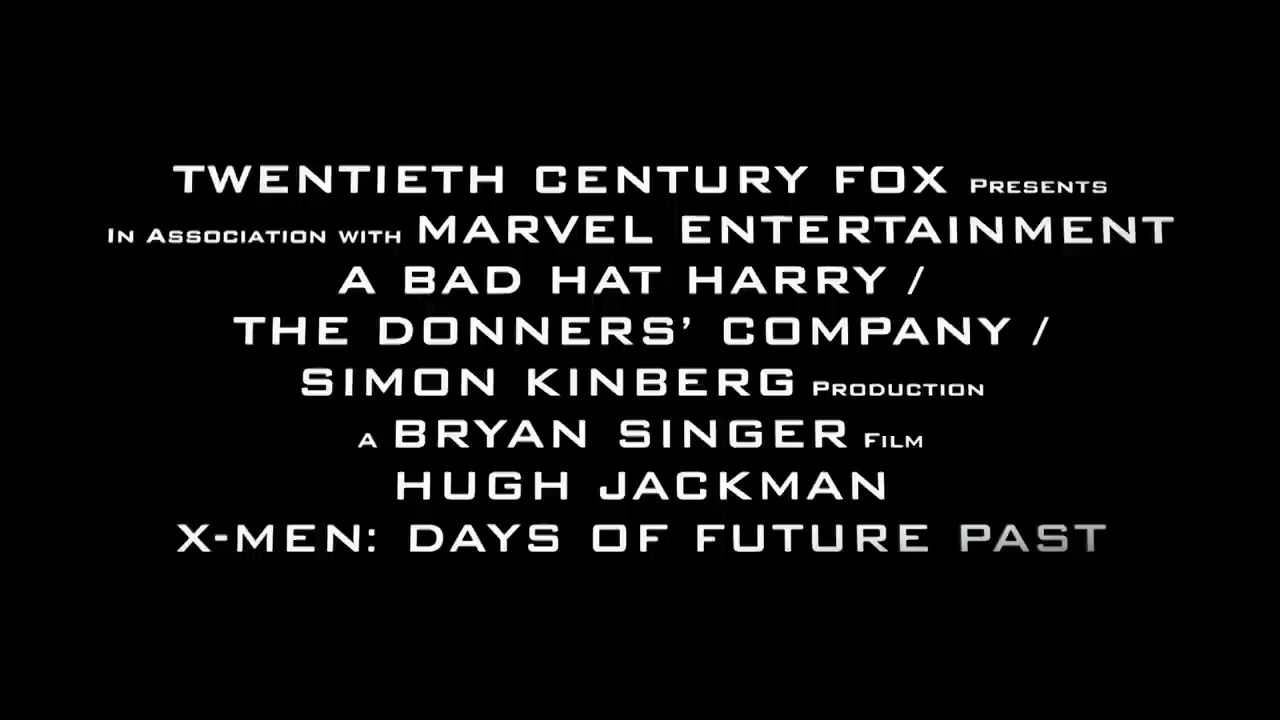 TWENTIETH CENTURY FOX PRESENTS
IN ASSOCIATION WITH MARVEL ENTERTAINMENT
A BAD HAT HARRY /
THE DONNERS' COMPANY /
SIMON KINBERG PRODUCTION
A BRYAN SINGER FILM
HUGH JACKMAN
X-MEN: DAYS OF FUTURE PAST